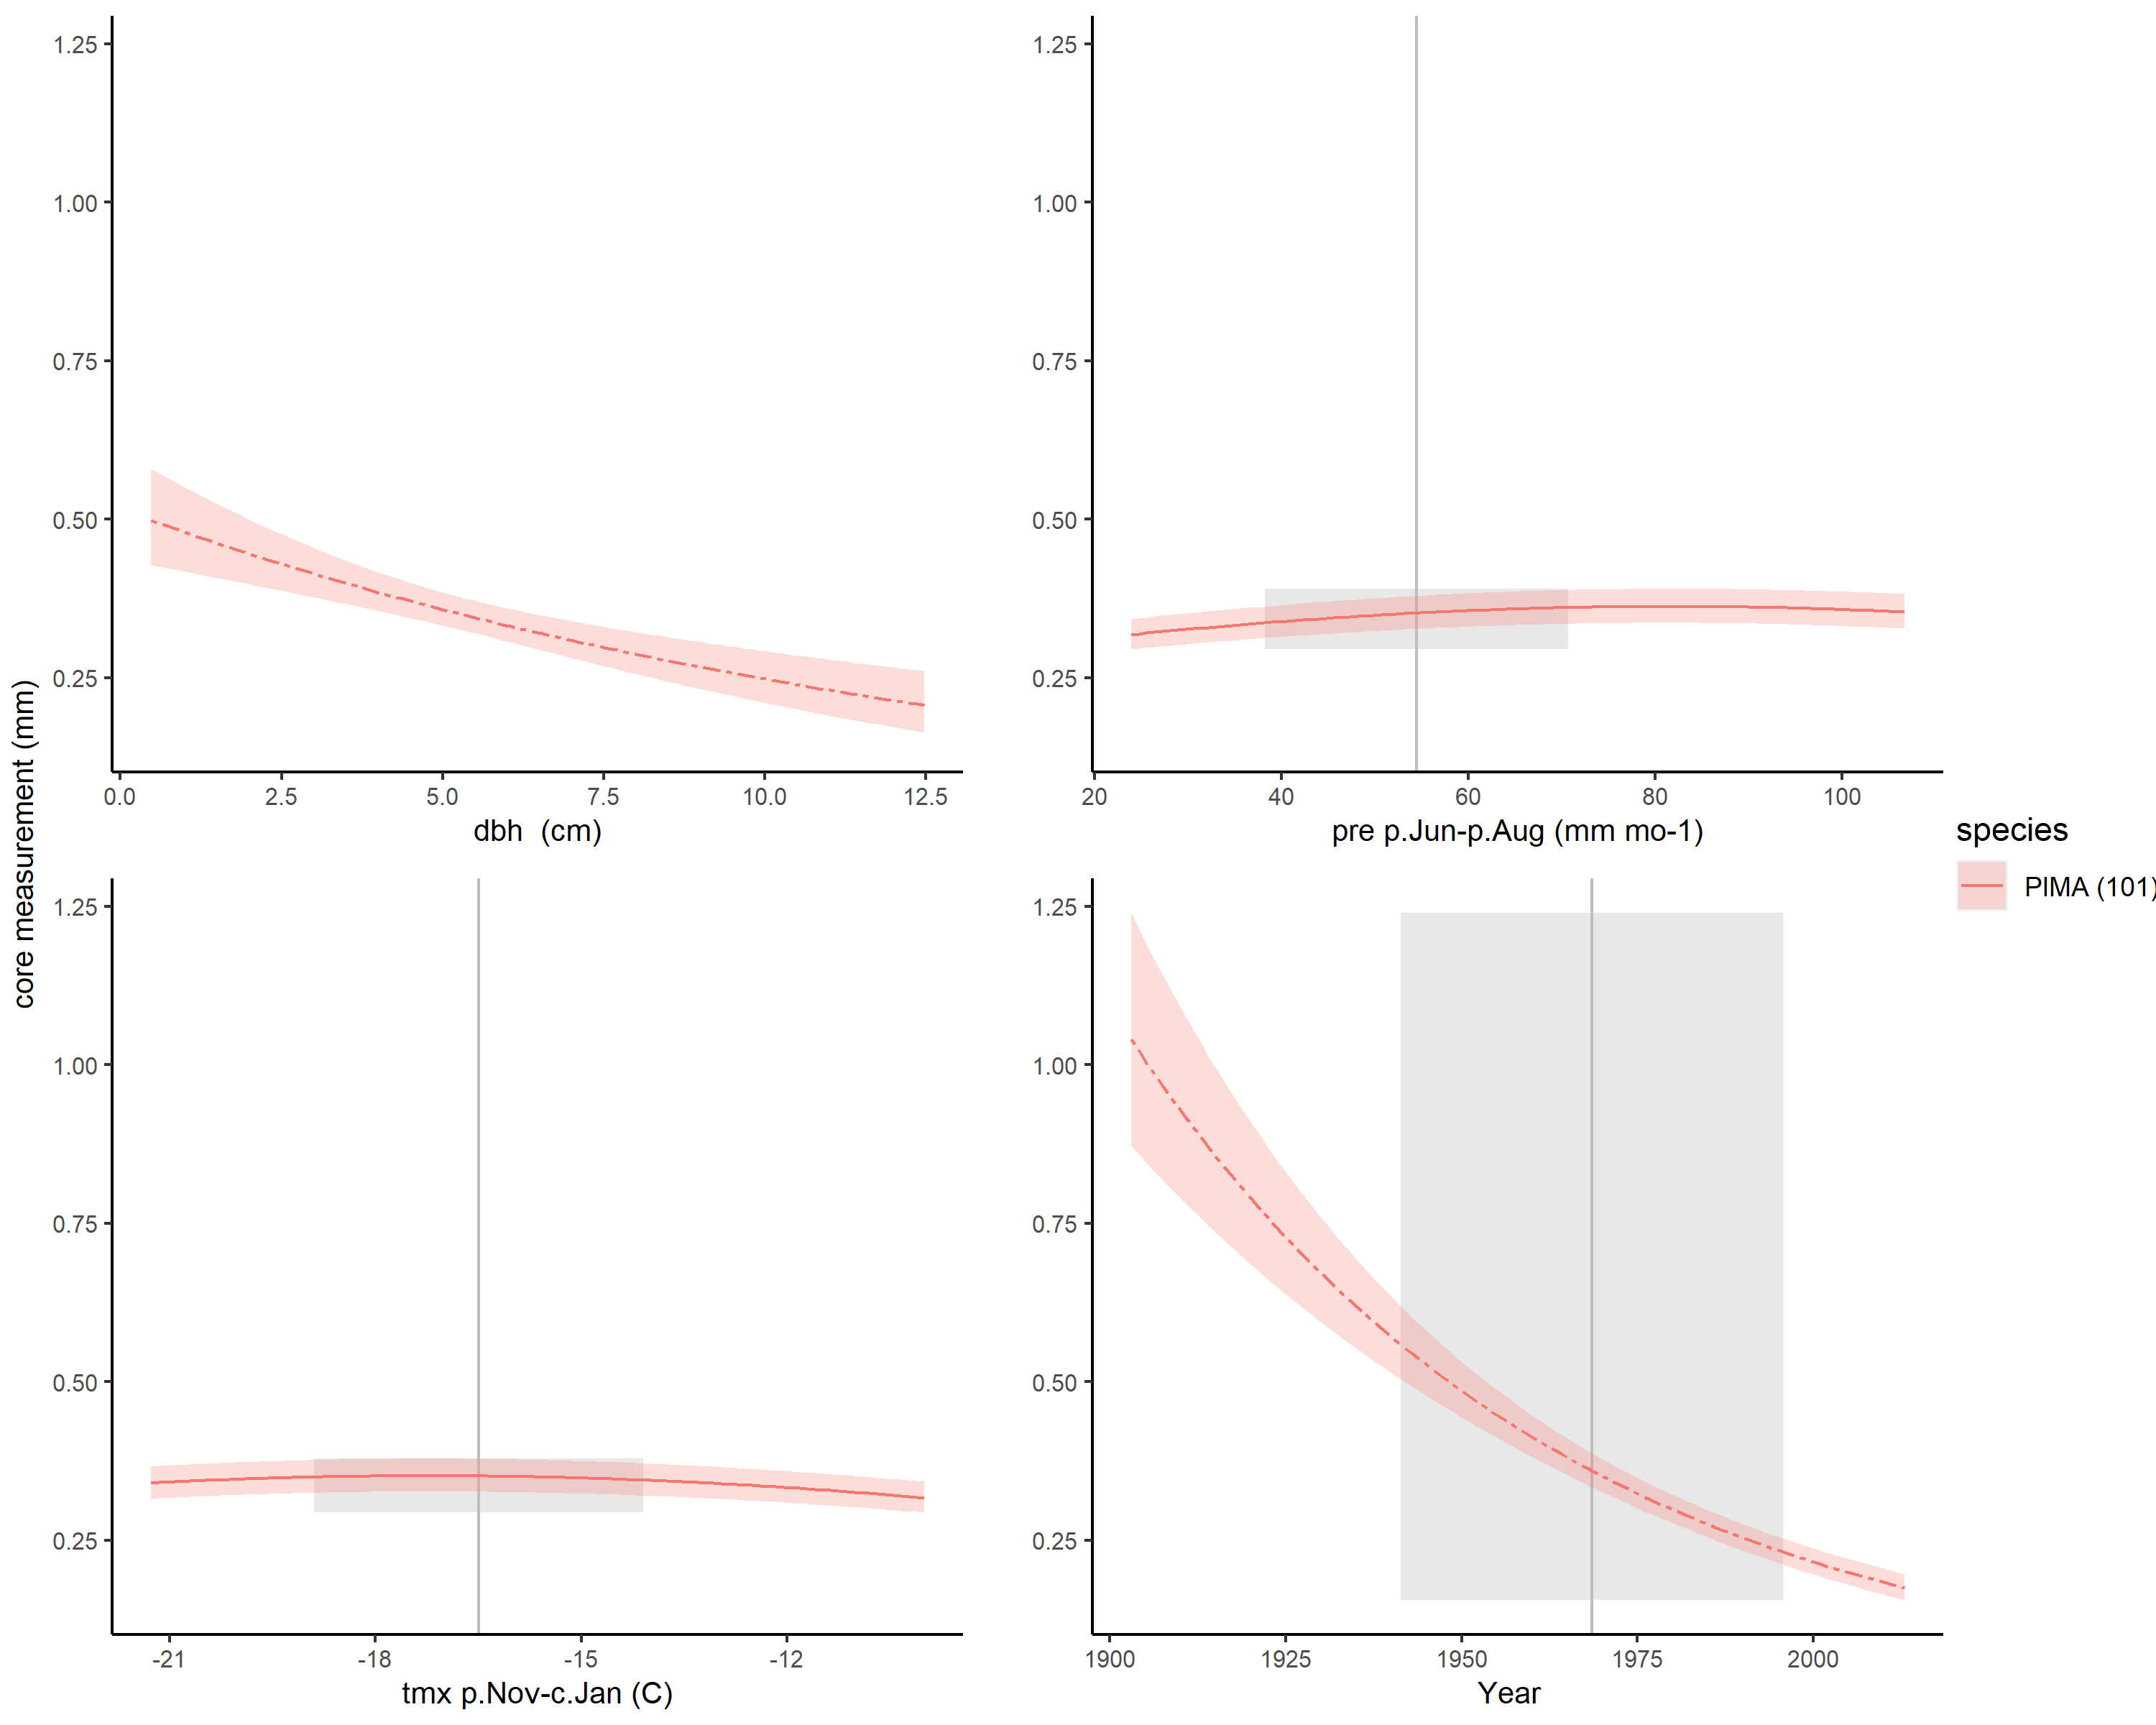 core measurement (mm)
1.25
1.00
0.75
0.50
0.25
0.0 2.5 5.0 7.5 10.0 12.5
dbh (cm)
1.25
1.00
0.75
0.50
0.25
20 40 60 80 100
pre p.Jun-p.Aug (mm mo-1)
1.25
1.00
0.75
0.50
0.25
-21 -18 -15 -12
tmx p.Nov-c.Jan (C)
1.25
1.00
0.75
0.50
0.25
1900 1925 1950 1975 2000
Year
species
PIMA (101)